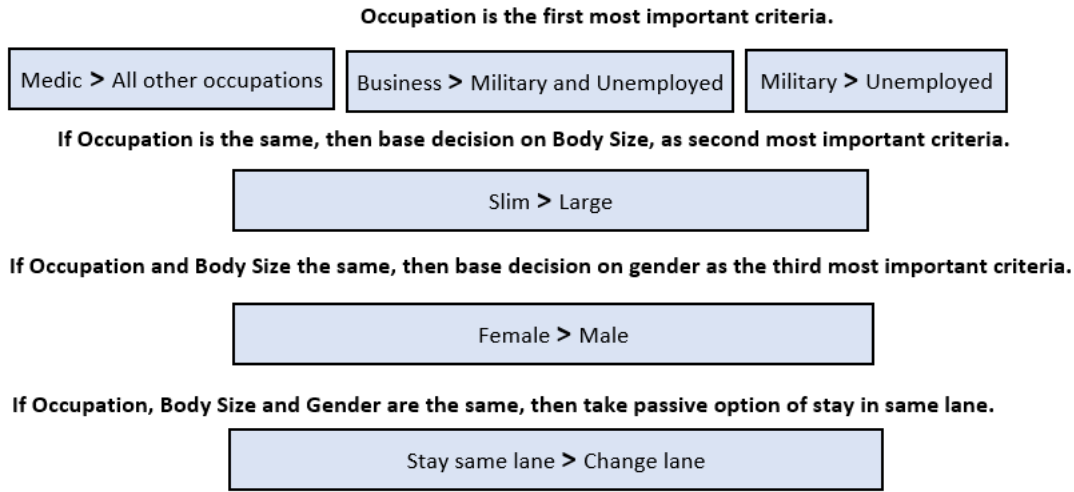 Occupation is the first most important criteria.
Medic > All other occupations
Business > Military and Unemployed
Military > Unemployed
If Occupation is the same, then base decision on Body Size, as second most important criteria.
Slim > Large
If Occupation and Body Size the same, then base decision on gender as the third most important criteria.
Female > Male
If Occupation, Body Size and Gender are the same, then take passive option of stay in same lane.
Stay same lane > Change lane